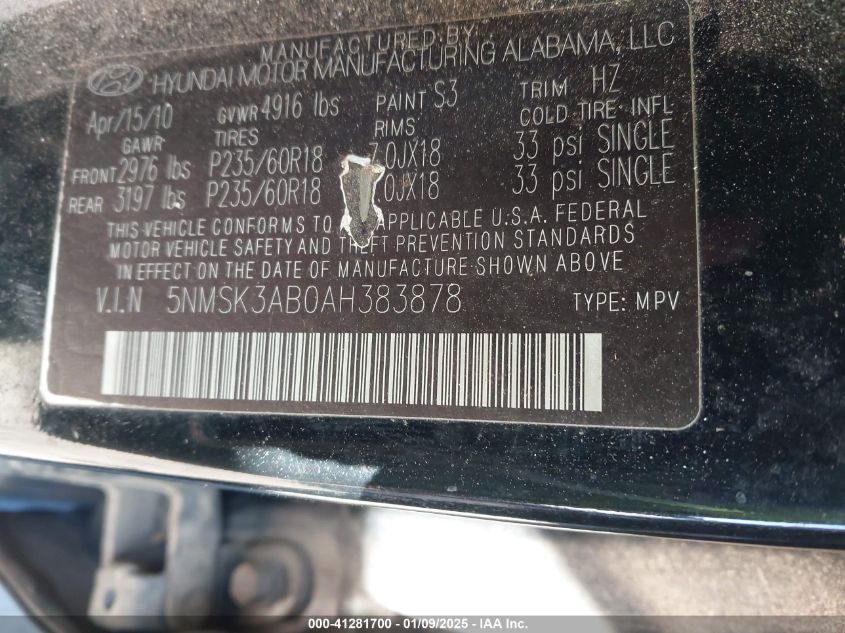 MANUFACTURED BY
HYUNDAI MOTOR MANUFACTURING ALABAMA, LLC
Apr/15/10 GVWR 4916 lbs PAINT S3 TRIM HZ
GAWR TIRES RIMS COLD TIRE INFL
FRONT 2976 lbs P235/60R18 7.0JX18 33 psi SINGLE
REAR 3197 lbs P235/60R18 .0JX18 33 psi SINGLE
THIS VEHICLE CONFORMS TO APPLICABLE U.S.A. FEDERAL
MOTOR VEHICLE SAFETY AND THEFT PREVENTION STANDARDS
IN EFFECT ON THE DATE OF MANUFACTURE SHOWN ABOVE
V.I.N 5NMSK3AB0AH383878 TYPE: MPV
000-41281700 - 01/09/2025 - IAA Inc.